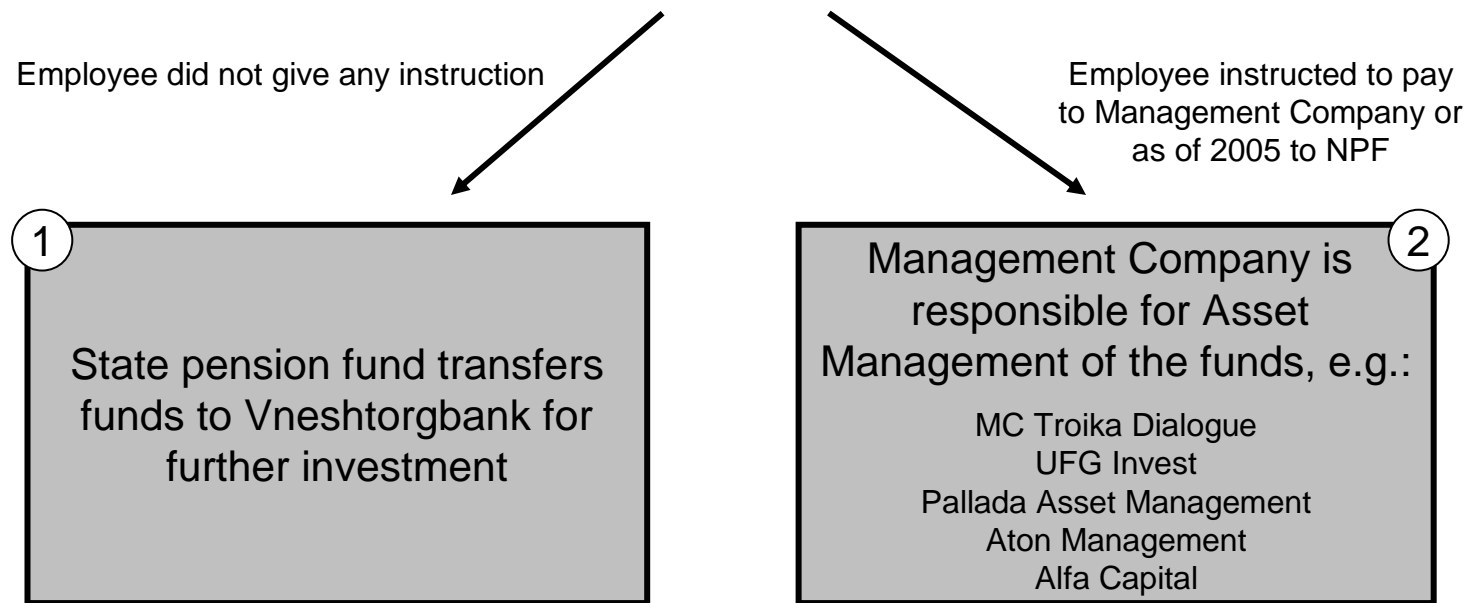 Employee did not give any instruction
Employee instructed to pay
to Management Company or
as of 2005 to NPF
1
State pension fund transfers
funds to Vneshtorgbank for
further investment
2
Management Company is
responsible for Asset
Management of the funds, e.g.:
MC Troika Dialogue
UFG Invest
Pallada Asset Management
Aton Management
Alfa Capital